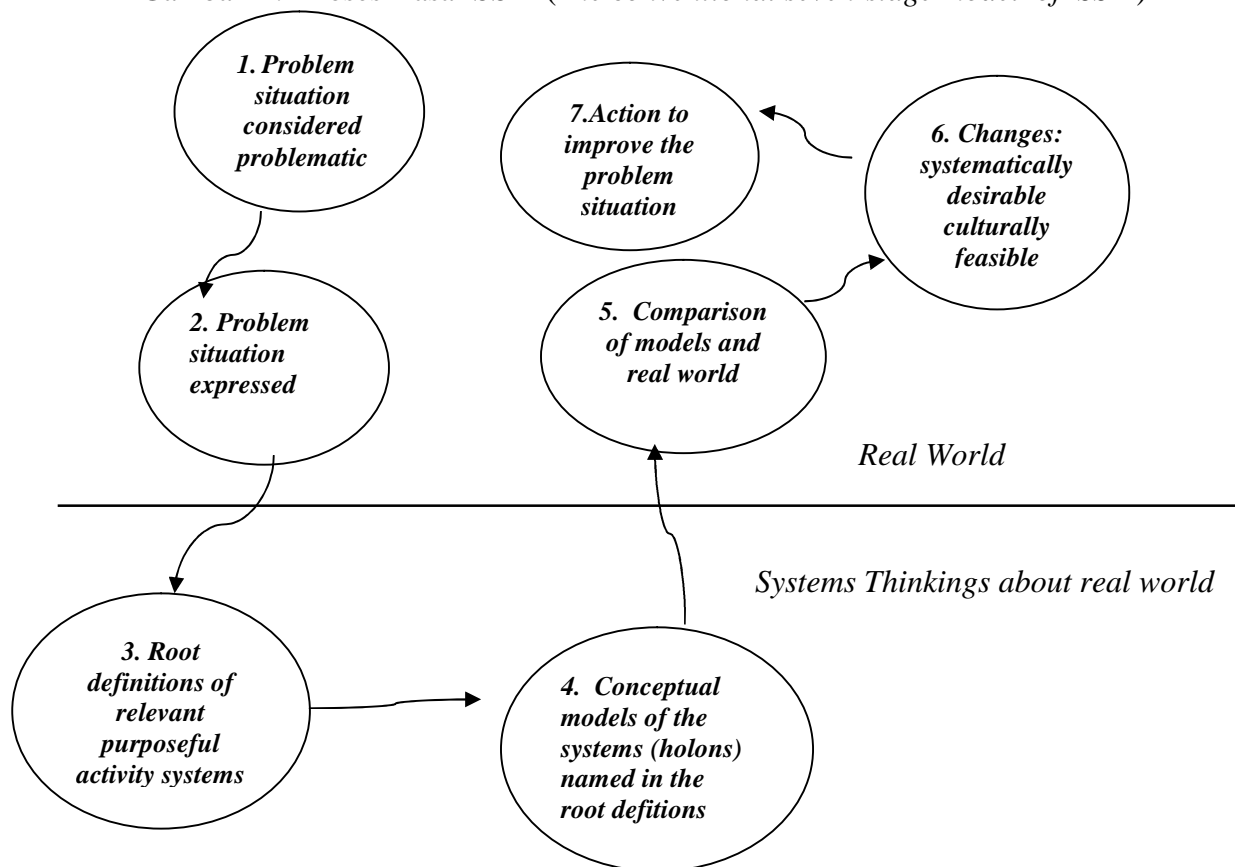 1. Problem
situation
considered
problematic
7.Action to
improve the
problem
situation
6. Changes:
systematically
desirable
culturally
feasible
2. Problem
situation
expressed
5. Comparison
of models and
real world
Real World
Systems Thinkings about real world
3. Root
definitions of
relevant
purposeful
activity systems
4. Conceptual
models of the
systems (holons)
named in the
root defitions